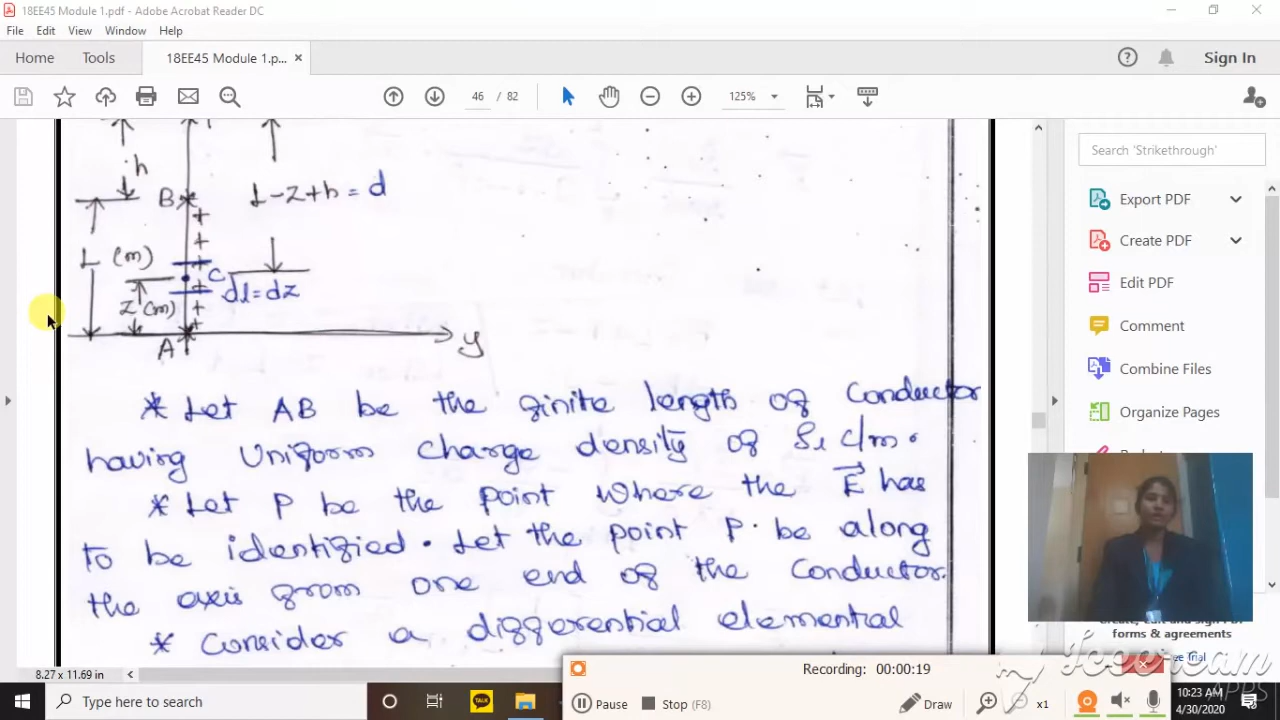 18EE45 Module 1.pdf - Adobe Acrobat Reader DC
File Edit View Window Help
Home Tools 18EE45 Module 1.p... × Sign In
46 / 82 125%
h
B L-z+h = d
L (m)
C
z (m) dl=dz
A y
* Let AB be the finite length of Conductor
having Uniform charge density of ρL C/m.
* Let P be the point where the E has
to be identified. Let the point P. be along
the axis from one end of the Conductor.
* Consider a differential elemental
8.27 x 11.69 in
Search 'Strikethrough'
Export PDF
Create PDF
Edit PDF
Comment
Combine Files
Organize Pages
forms & agreements
Recording: 00:00:19
Pause Stop (F8) Draw x1
Icecream
APPS
Type here to search
10:23 AM
4/30/2020